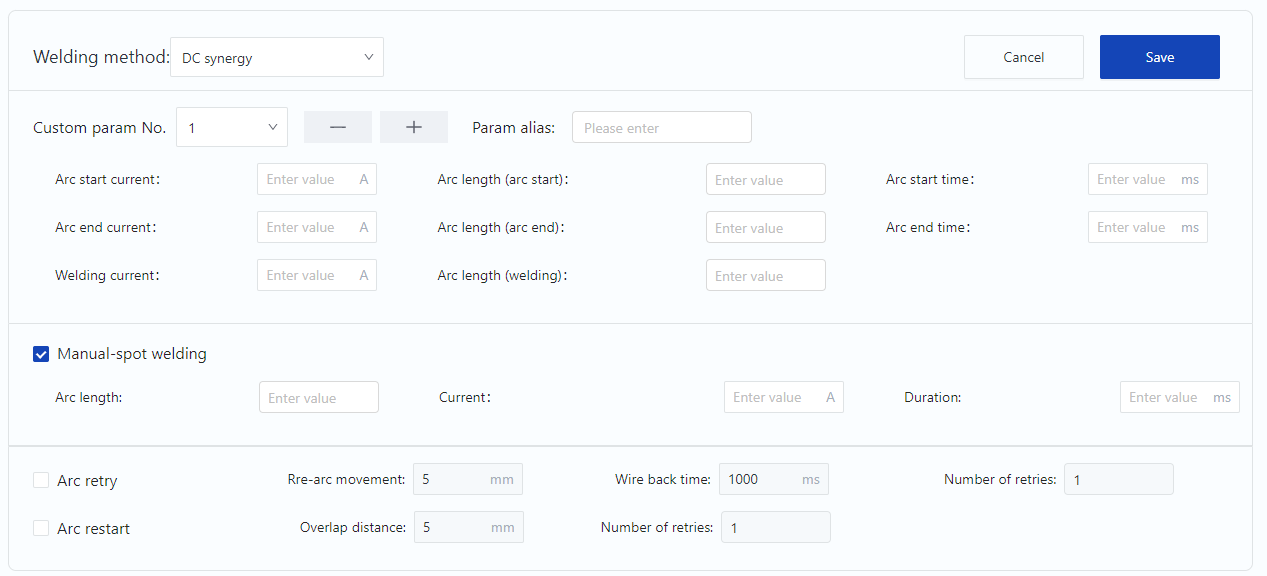 Welding method: DC synergy Cancel Save
Custom param No. 1 Param alias: Please enter
Arc start current: Enter value A Arc length (arc start): Enter value Arc start time: Enter value ms
Arc end current: Enter value A Arc length (arc end): Enter value Arc end time: Enter value ms
Welding current: Enter value A Arc length (welding): Enter value
Manual-spot welding
Arc length: Enter value Current: Enter value A Duration: Enter value ms
Arc retry Rre-arc movement: 5 mm Wire back time: 1000 ms Number of retries: 1
Arc restart Overlap distance: 5 mm Number of retries: 1